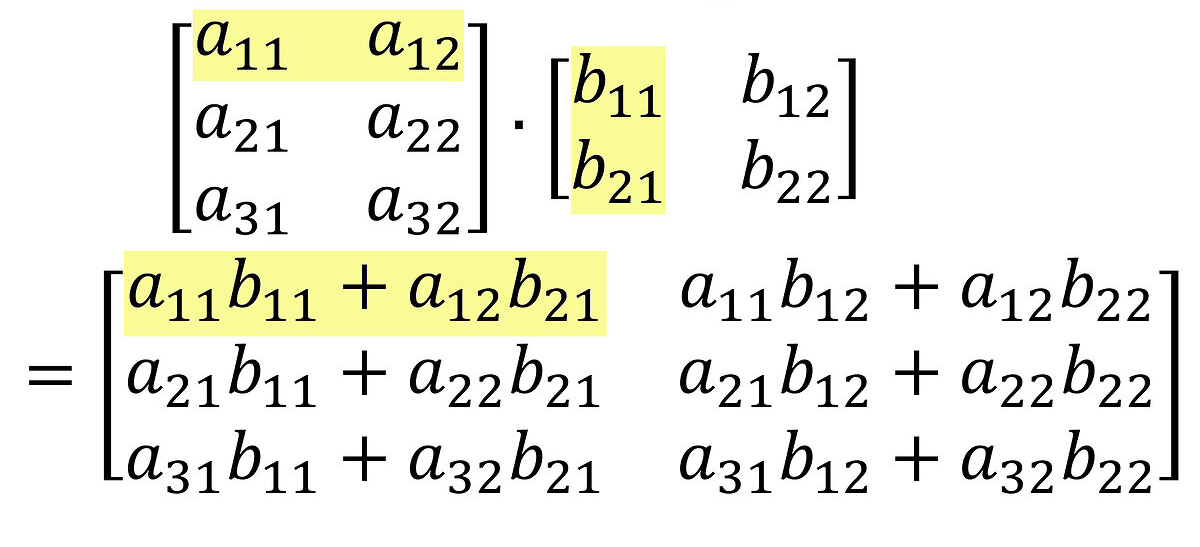 [a₁₁ a₁₂
a₂₁ a₂₂
a₃₁ a₃₂] · [b₁₁ b₁₂
b₂₁ b₂₂]
= [a₁₁b₁₁ + a₁₂b₂₁ a₁₁b₁₂ + a₁₂b₂₂
a₂₁b₁₁ + a₂₂b₂₁ a₂₁b₁₂ + a₂₂b₂₂
a₃₁b₁₁ + a₃₂b₂₁ a₃₁b₁₂ + a₃₂b₂₂]